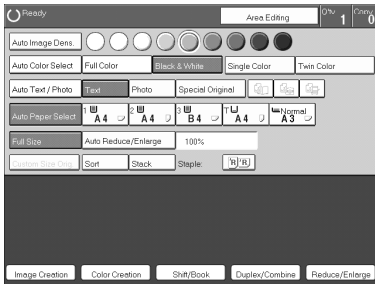 Ready Area Editing Q'ty 1 Copy 0
Auto Image Dens.
Auto Color Select Full Color Black & White Single Color Twin Color
Auto Text / Photo Text Photo Special Original
Auto Paper Select 1 A4 2 A4 3 B4 T A4 Normal A3
Full Size Auto Reduce/Enlarge 100%
Custom Size Orig. Sort Stack Staple: R R
Image Creation Color Creation Shift/Book Duplex/Combine Reduce/Enlarge